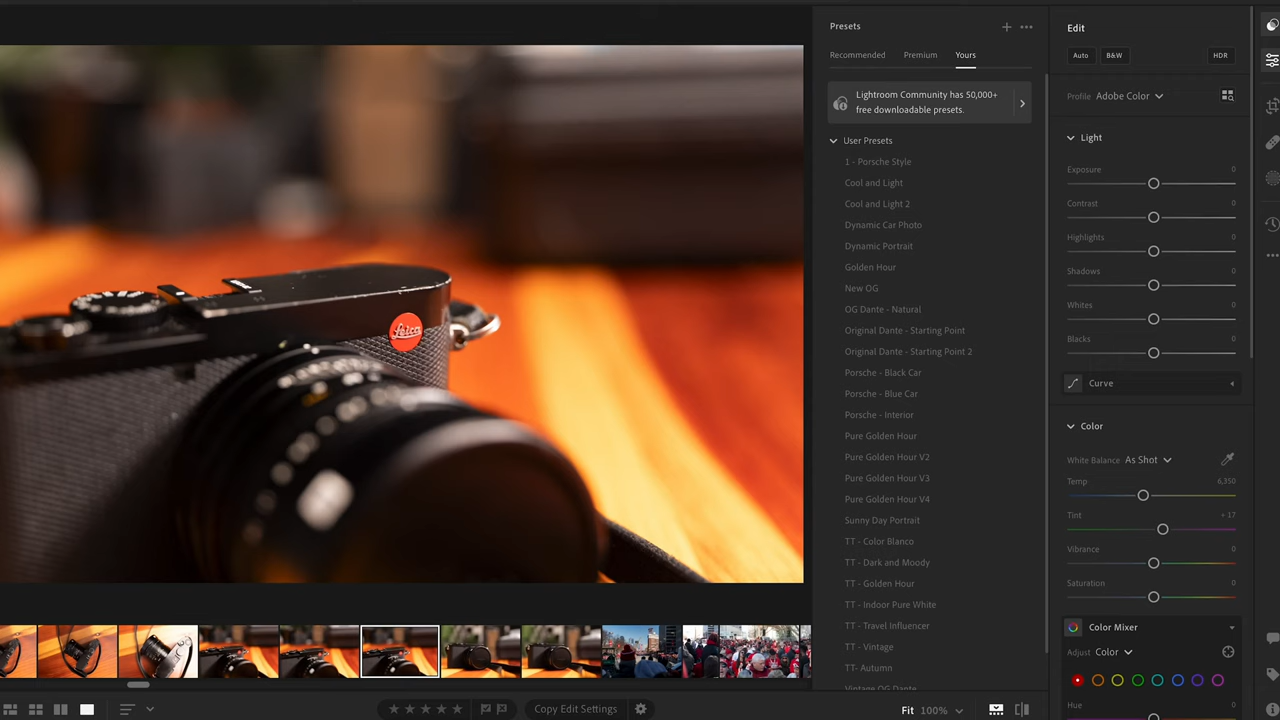 Presets
Recommended Premium Yours
Lightroom Community has 50,000+
free downloadable presets.
User Presets
1 - Porsche Style
Cool and Light
Cool and Light 2
Dynamic Car Photo
Dynamic Portrait
Golden Hour
New OG
OG Dante - Natural
Original Dante - Starting Point
Original Dante - Starting Point 2
Porsche - Black Car
Porsche - Blue Car
Porsche - Interior
Pure Golden Hour
Pure Golden Hour V2
Pure Golden Hour V3
Pure Golden Hour V4
Sunny Day Portrait
TT - Color Blanco
TT - Dark and Moody
TT - Golden Hour
TT - Indoor Pure White
TT - Travel Influencer
TT - Vintage
TT- Autumn
Vintage OG Dante
Edit
Auto B&W HDR
Profile Adobe Color
Light
Exposure 0
Contrast 0
Highlights 0
Shadows 0
Whites 0
Blacks 0
Curve
Color
White Balance As Shot
Temp 6,350
Tint + 17
Vibrance 0
Saturation 0
Color Mixer
Adjust Color
Hue 0
Leica
Copy Edit Settings
Fit 100%